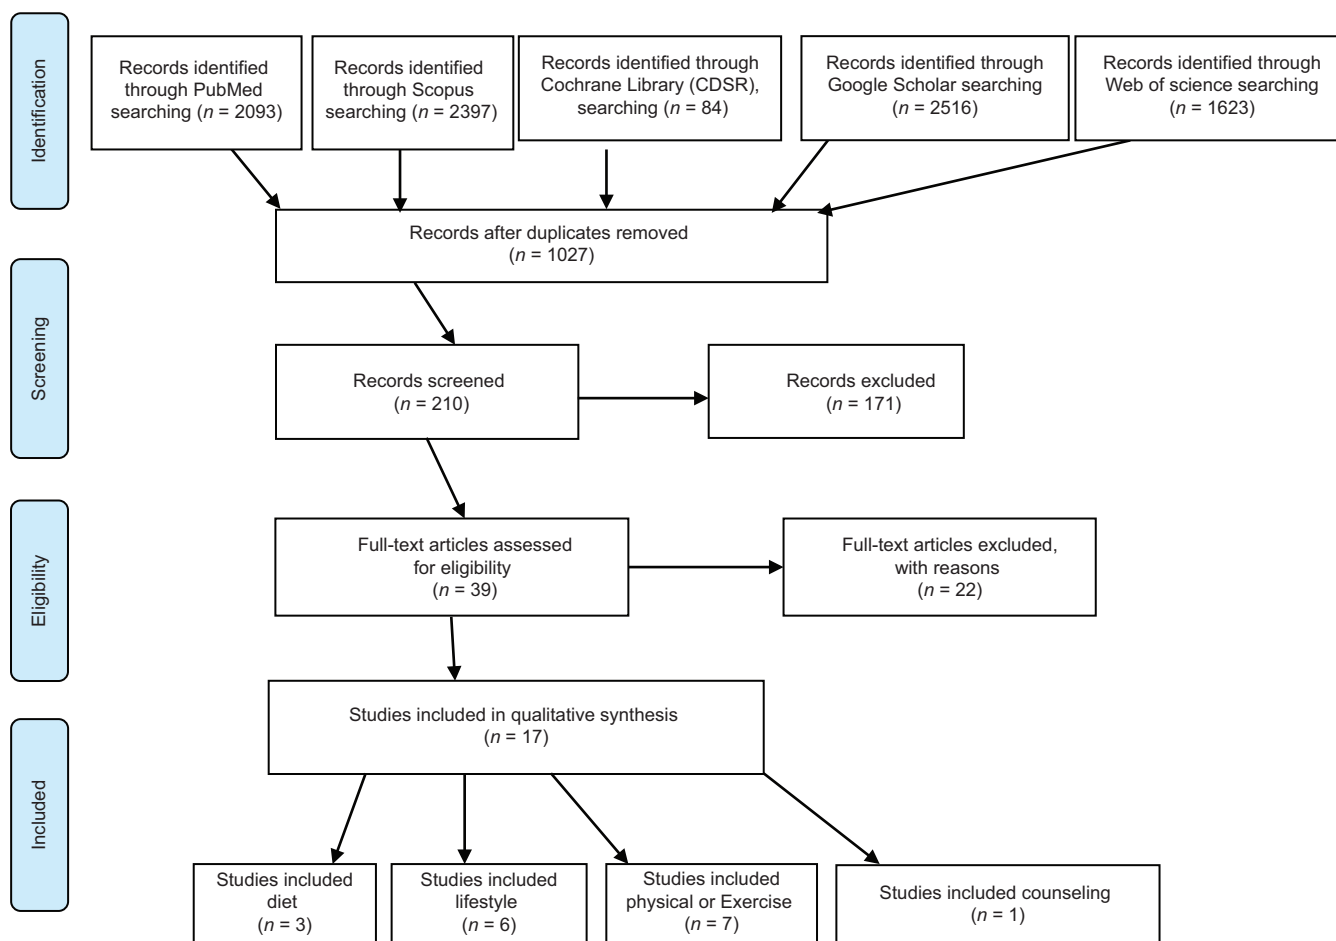 Identification
Records identified
through PubMed
searching (n = 2093)
Records identified
through Scopus
searching (n = 2397)
Records identified through
Cochrane Library (CDSR),
searching (n = 84)
Records identified through
Google Scholar searching
(n = 2516)
Records identified through
Web of science searching
(n = 1623)
Records after duplicates removed
(n = 1027)
Screening
Records screened
(n = 210)
Records excluded
(n = 171)
Eligibility
Full-text articles assessed
for eligibility
(n = 39)
Full-text articles excluded,
with reasons
(n = 22)
Included
Studies included in qualitative synthesis
(n = 17)
Studies included
diet
(n = 3)
Studies included
lifestyle
(n = 6)
Studies included
physical or Exercise
(n = 7)
Studies included counseling
(n = 1)